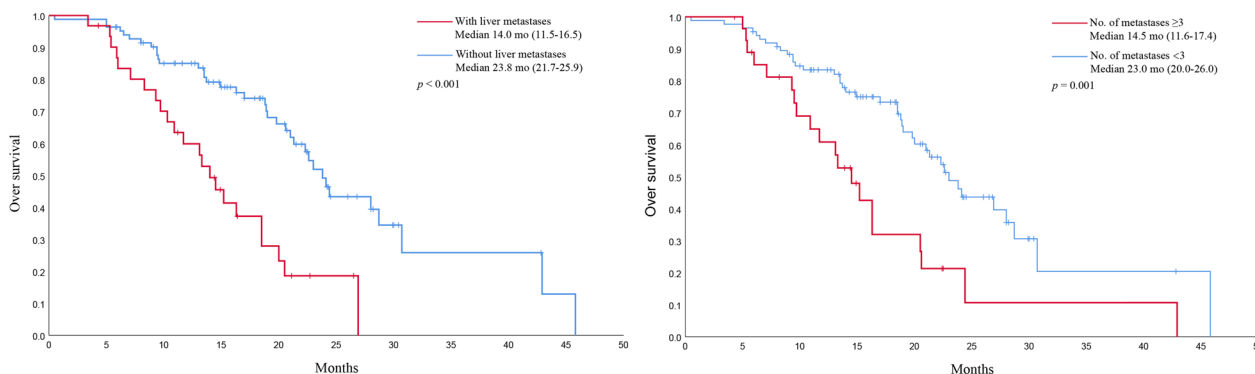 Over survival
1.0
0.9
0.8
0.7
0.6
0.5
0.4
0.3
0.2
0.1
0.0
With liver metastases
Median 14.0 mo (11.5-16.5)
Without liver metastases
Median 23.8 mo (21.7-25.9)
p < 0.001
0 5 10 15 20 25 30 35 40 45 50
Months
Over survival
1.0
0.9
0.8
0.7
0.6
0.5
0.4
0.3
0.2
0.1
0.0
No. of metastases ≥3
Median 14.5 mo (11.6-17.4)
No. of metastases <3
Median 23.0 mo (20.0-26.0)
p = 0.001
0 5 10 15 20 25 30 35 40 45
Months